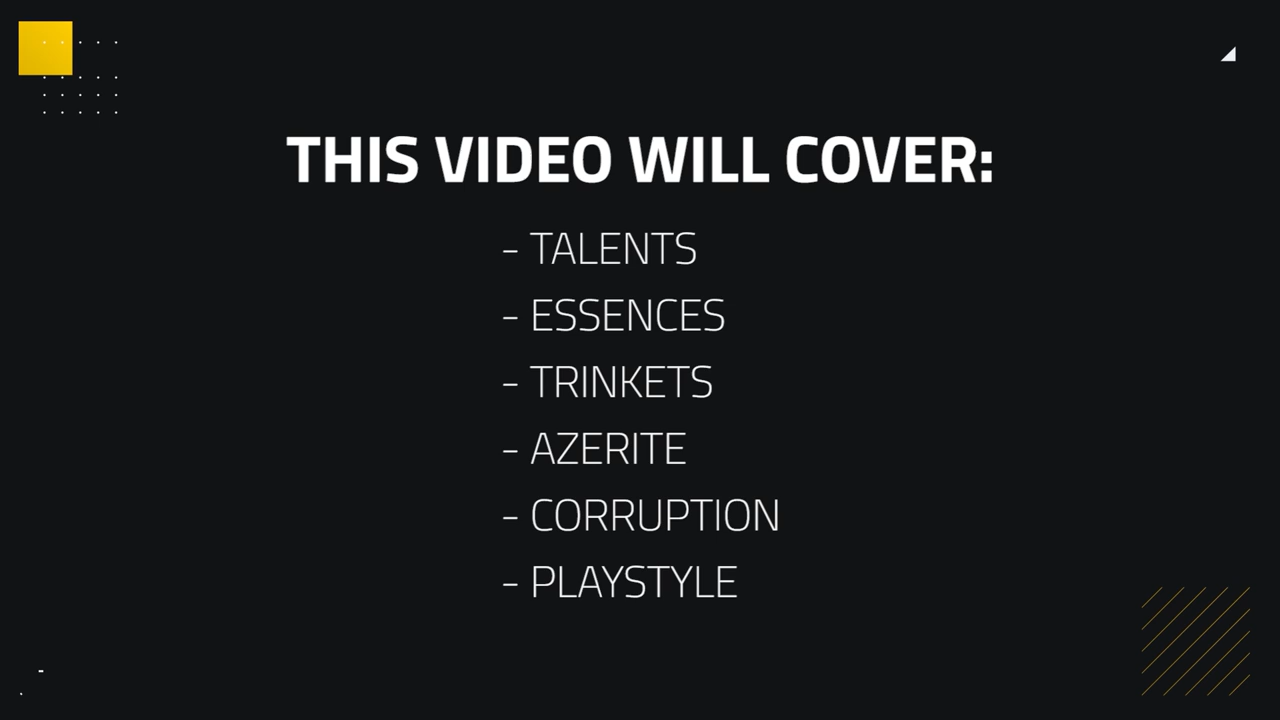 THIS VIDEO WILL COVER:
- TALENTS
- ESSENCES
- TRINKETS
- AZERITE
- CORRUPTION
- PLAYSTYLE